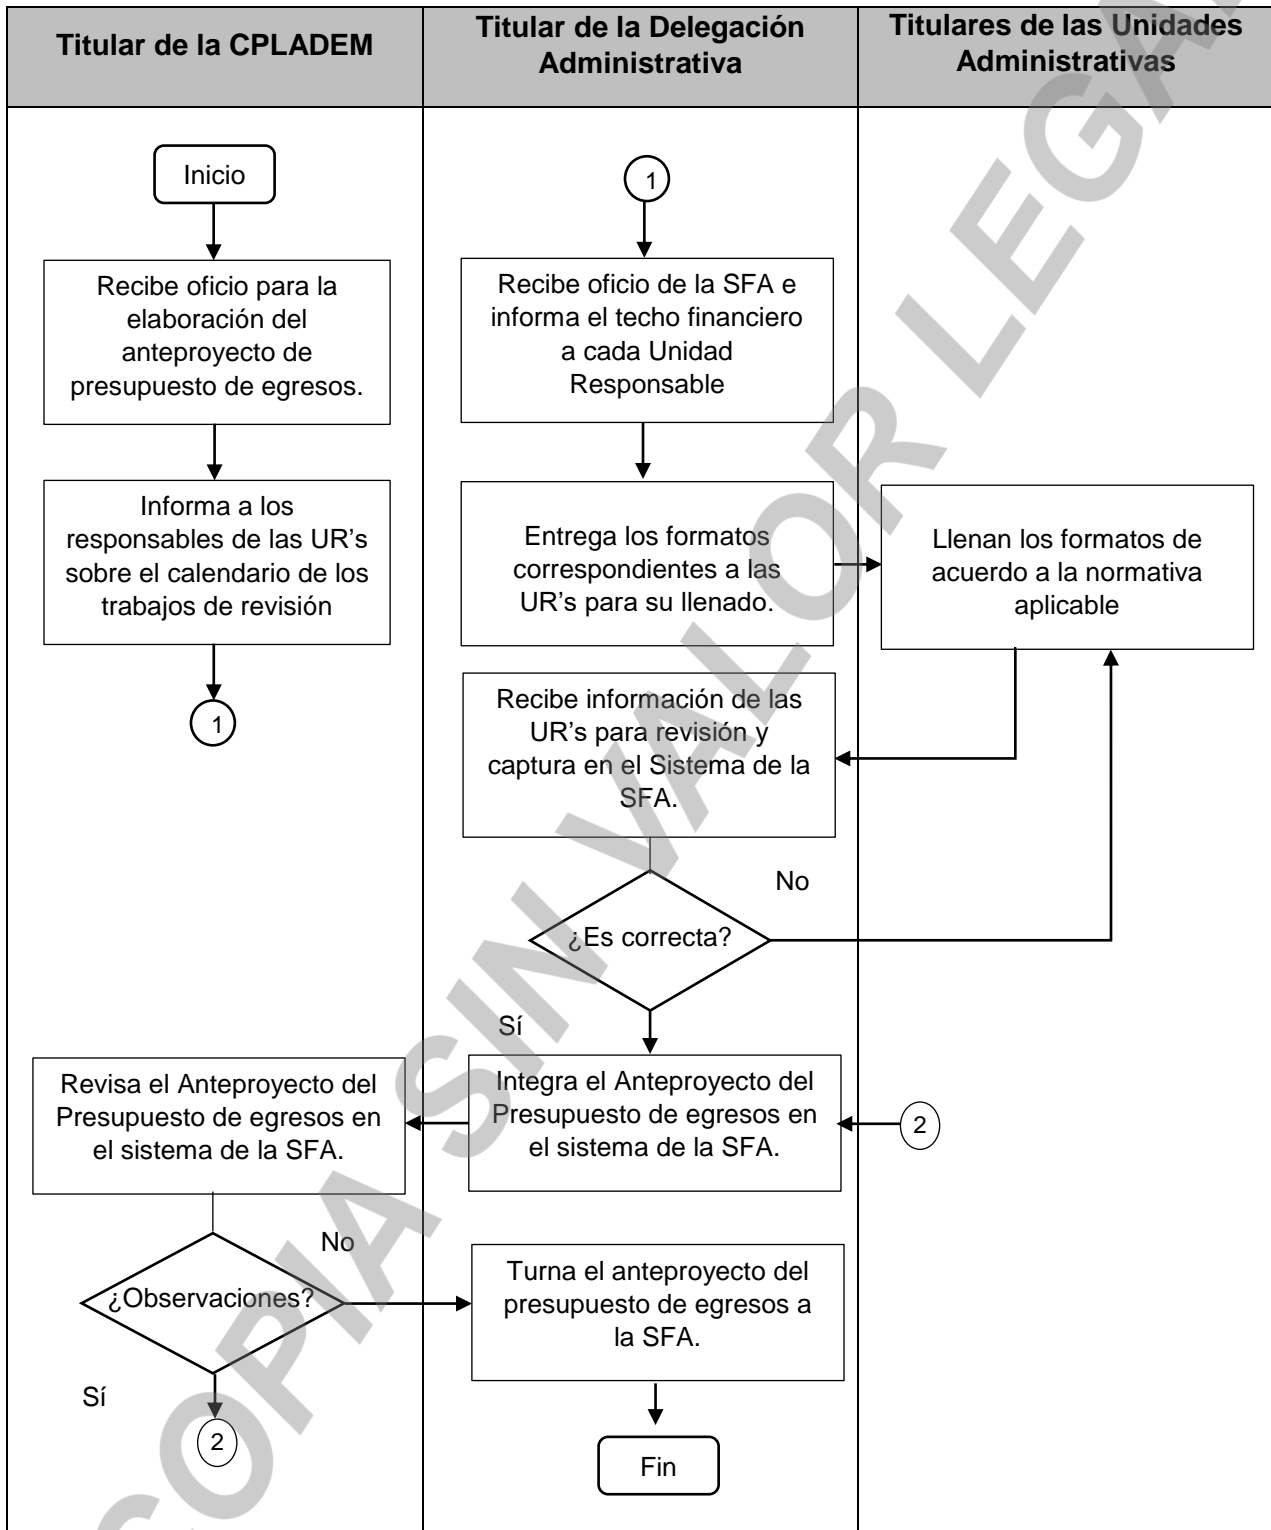 Titular de la CPLADEM
Titular de la Delegación
Administrativa
Titulares de las Unidades
Administrativas
Inicio
Recibe oficio para la
elaboración del
anteproyecto de
presupuesto de egresos.
Informa a los
responsables de las UR's
sobre el calendario de los
trabajos de revisión
1
1
Recibe oficio de la SFA e
informa el techo financiero
a cada Unidad
Responsable
Entrega los formatos
correspondientes a las
UR's para su llenado.
Llenan los formatos de
acuerdo a la normativa
aplicable
Recibe información de las
UR's para revisión y
captura en el Sistema de la
SFA.
¿Es correcta?
No
Sí
Integra el Anteproyecto del
Presupuesto de egresos en
el sistema de la SFA.
2
Revisa el Anteproyecto del
Presupuesto de egresos en
el sistema de la SFA.
¿Observaciones?
No
Sí
2
Turna el anteproyecto del
presupuesto de egresos a
la SFA.
Fin
COPIA SIN VALOR LEGAL